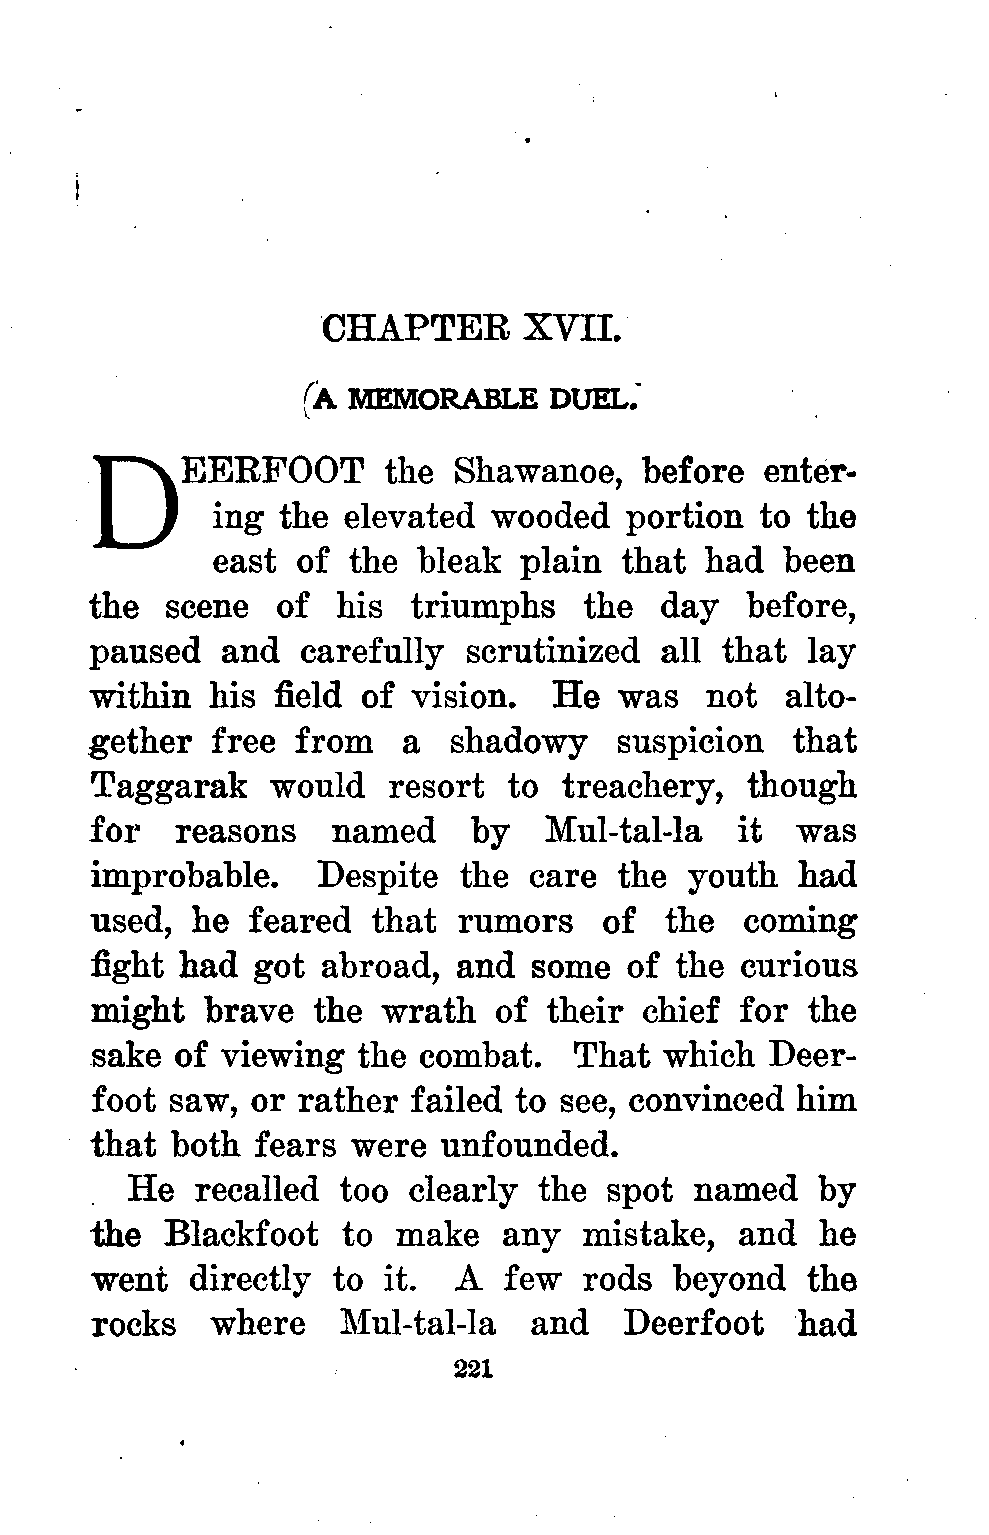 CHAPTER XVII.
(A MEMORABLE DUEL.
DEERFOOT the Shawanoe, before enter-
ing the elevated wooded portion to the
east of the bleak plain that had been
the scene of his triumphs the day before,
paused and carefully scrutinized all that lay
within his field of vision. He was not alto-
gether free from a shadowy suspicion that
Taggarak would resort to treachery, though
for reasons named by Mul-tal-la it was
improbable. Despite the care the youth had
used, he feared that rumors of the coming
fight had got abroad, and some of the curious
might brave the wrath of their chief for the
sake of viewing the combat. That which Deer-
foot saw, or rather failed to see, convinced him
that both fears were unfounded.
He recalled too clearly the spot named by
the Blackfoot to make any mistake, and he
went directly to it. A few rods beyond the
rocks where Mul-tal-la and Deerfoot had
221